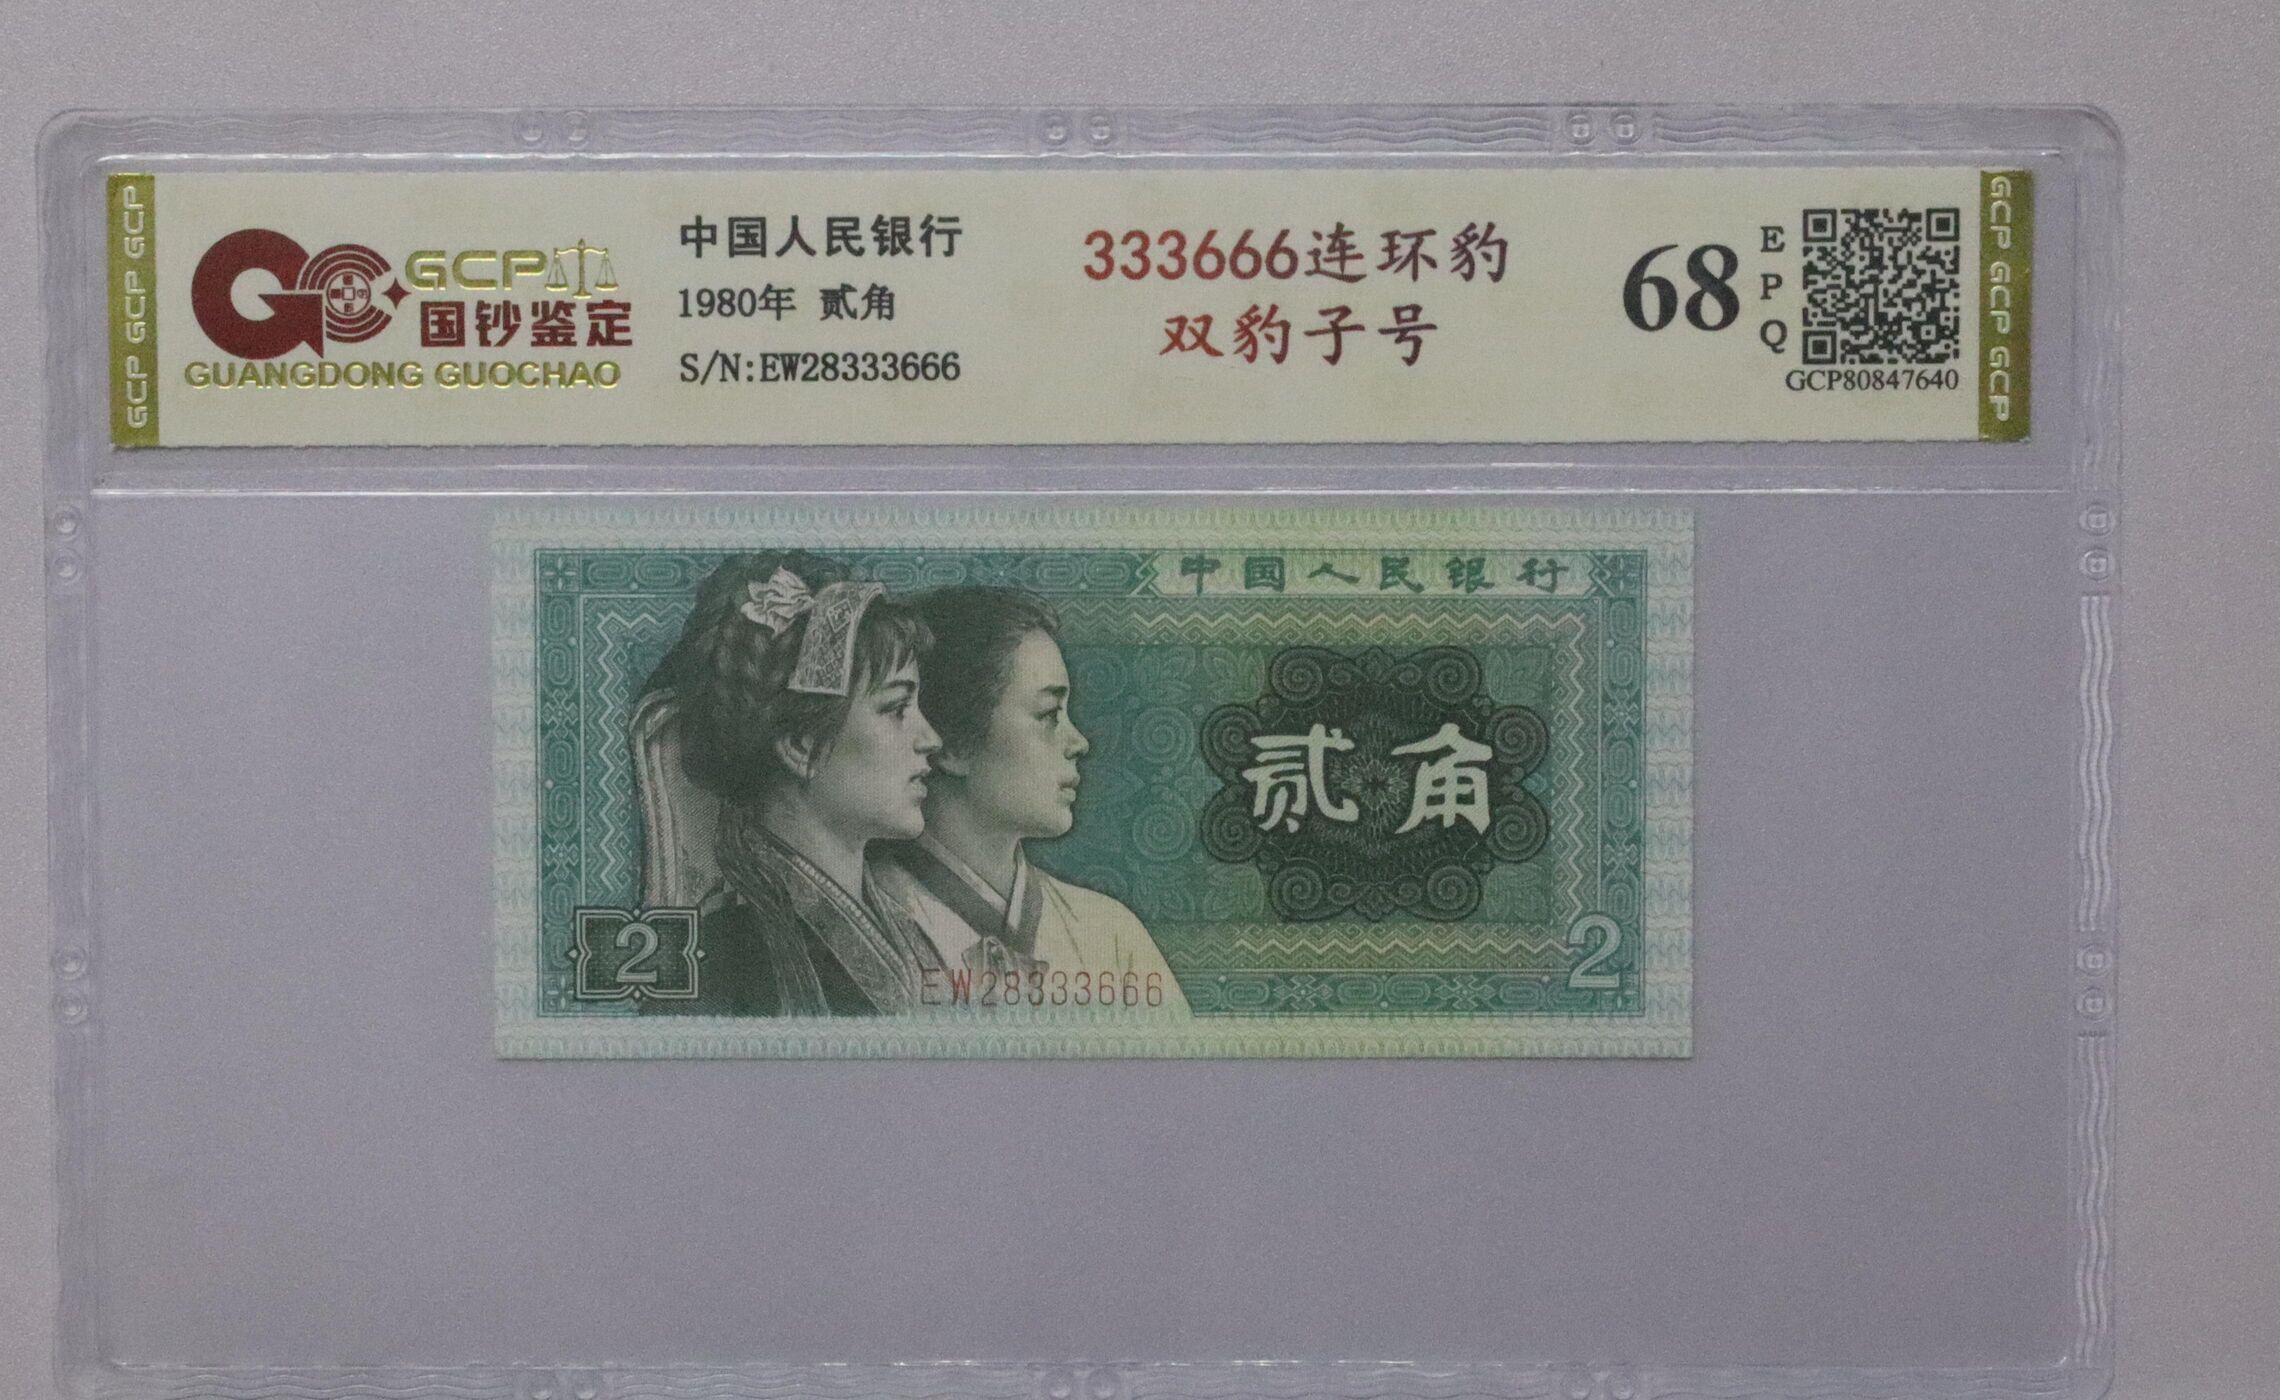 GCP GCP GCP
GCP
国钞鉴定
GUANGDONG GUOCHAO
中国人民银行
1980年 贰角
S/N:EW28333666
333666连环豹
双豹子号
68
EPQ
GCP80847640
GCP GCP GCP
中国人民银行
贰角
2
2
EW28333666